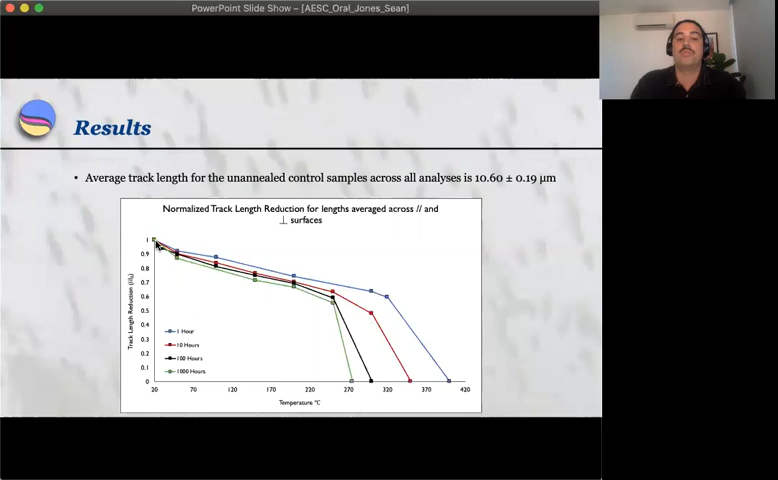 PowerPoint Slide Show – [AESC_Oral_Jones_Sean]
Results
• Average track length for the unannealed control samples across all analyses is 10.60 ± 0.19 µm
Normalized Track Length Reduction for lengths averaged across // and
⊥ surfaces
Track Length Reduction (l/l₀)
1
0.9
0.8
0.7
0.6
0.5
0.4
0.3
0.2
0.1
0
1 Hour
10 Hours
100 Hours
1000 Hours
20 70 120 170 220 270 320 370 420
Temperature °C